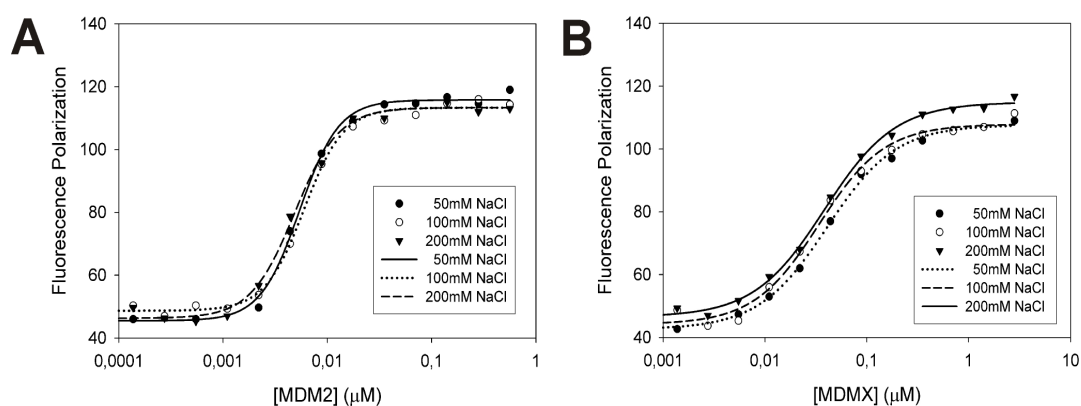 A
Fluorescence Polarization
140
120
100
80
60
40
0,0001
0,001
0,01
0,1
1
[MDM2] (μM)
50mM NaCl
100mM NaCl
200mM NaCl
50mM NaCl
100mM NaCl
200mM NaCl
B
Fluorescence Polarization
140
120
100
80
60
40
0,001
0,01
0,1
1
10
[MDMX] (μM)
50mM NaCl
100mM NaCl
200mM NaCl
50mM NaCl
100mM NaCl
200mM NaCl